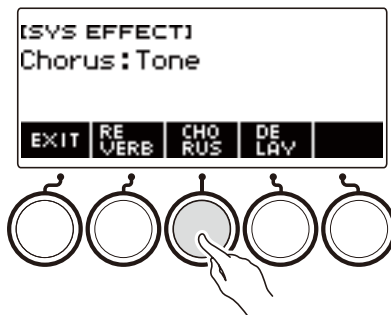 [SYS EFFECT]
Chorus:Tone
EXIT
RE
VERB
CHO
RUS
DE
LAY